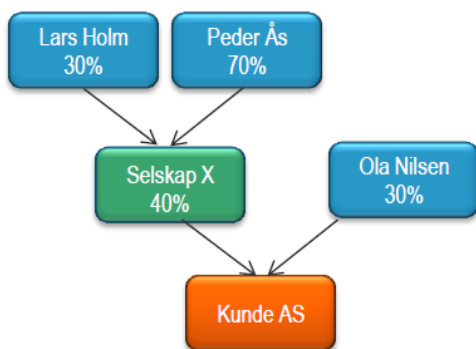 Lars Holm
30%
Peder Ås
70%
Selskap X
40%
Ola Nilsen
30%
Kunde AS